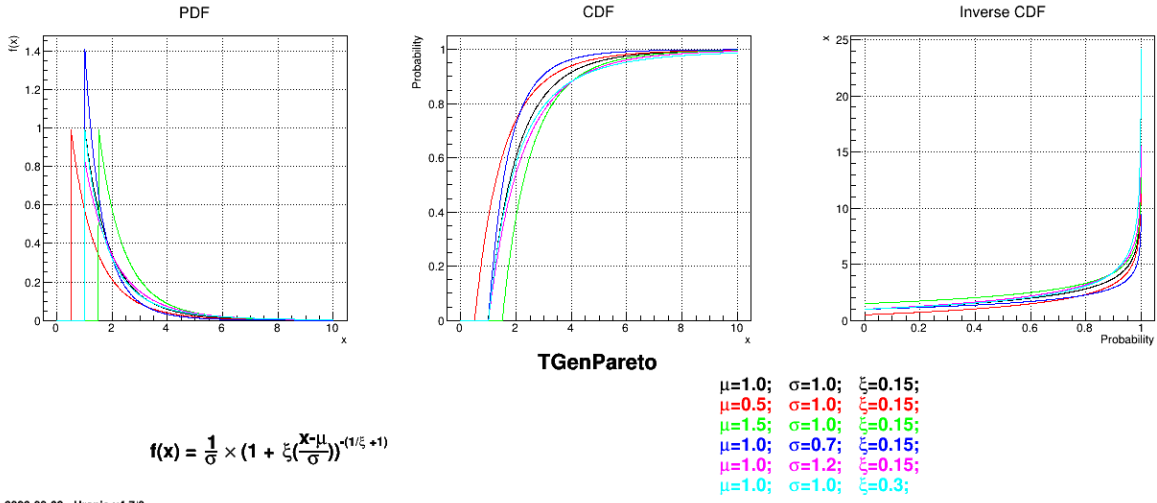 PDF
CDF
Inverse CDF
f(x)
1.4
1.2
1
0.8
0.6
0.4
0.2
0
0 2 4 6 8 10
x
Probability
1
0.8
0.6
0.4
0.2
0
0 2 4 6 8 10
x
x
25
20
15
10
5
0
0 0.2 0.4 0.6 0.8 1
Probability
TGenPareto
μ=1.0; σ=1.0; ξ=0.15;
μ=0.5; σ=1.0; ξ=0.15;
μ=1.5; σ=1.0; ξ=0.15;
μ=1.0; σ=0.7; ξ=0.15;
μ=1.0; σ=1.2; ξ=0.15;
μ=1.0; σ=1.0; ξ=0.3;
f(x) = 1/σ × (1 + ξ(x-μ/σ))^-(1/ξ +1)